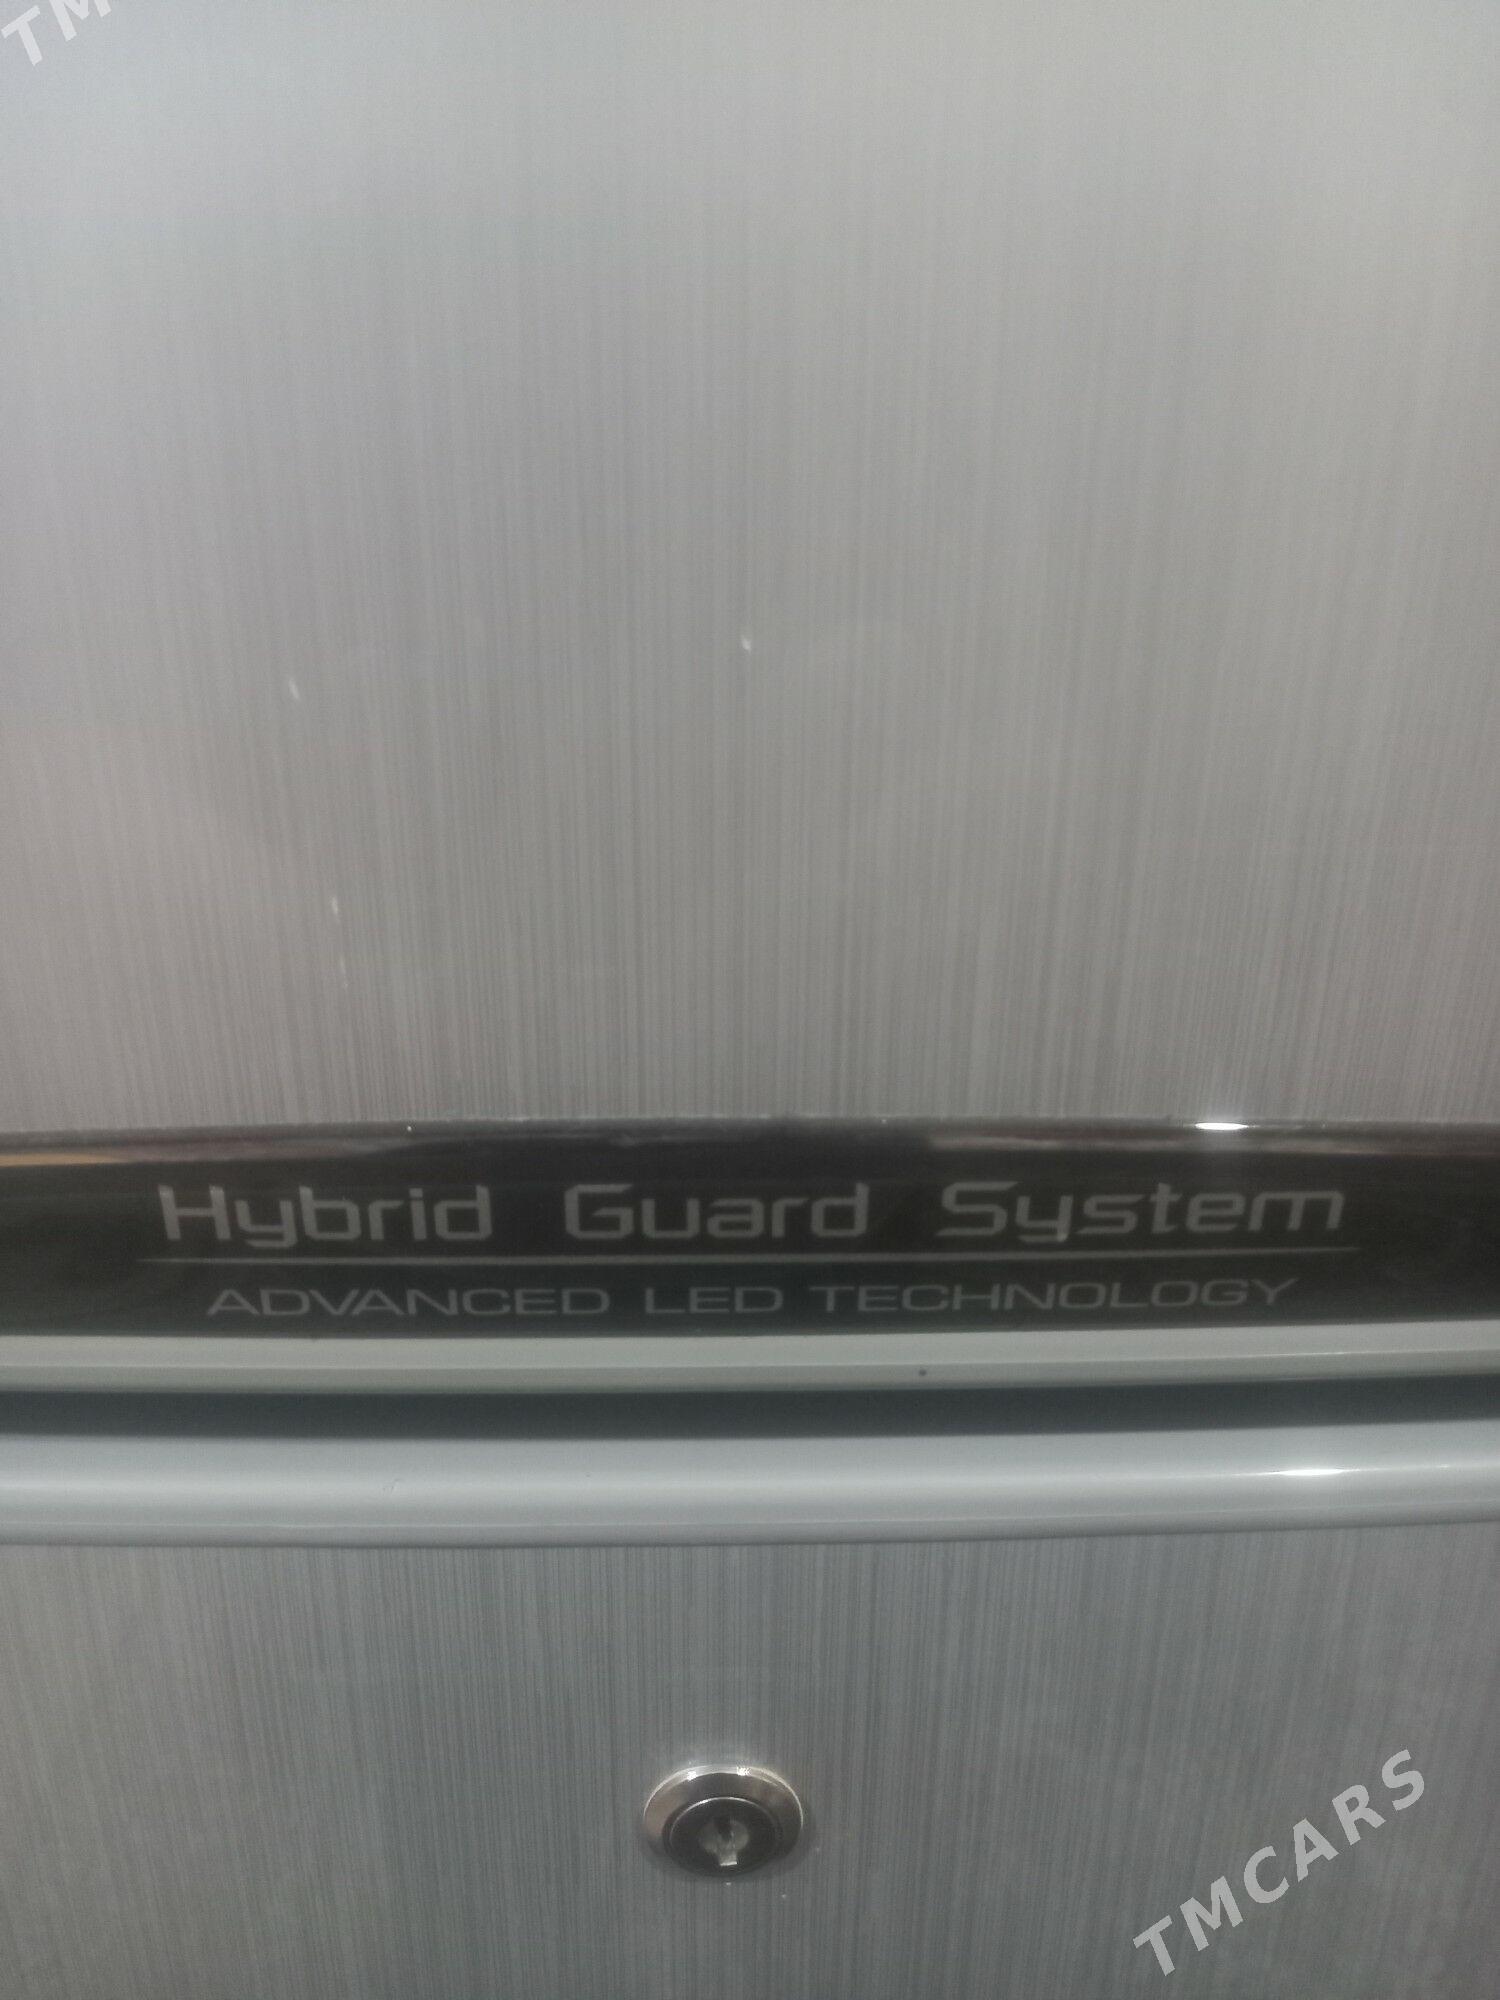 TM
Hybrid Guard System
ADVANCED LED TECHNOLOGY
TMCARS